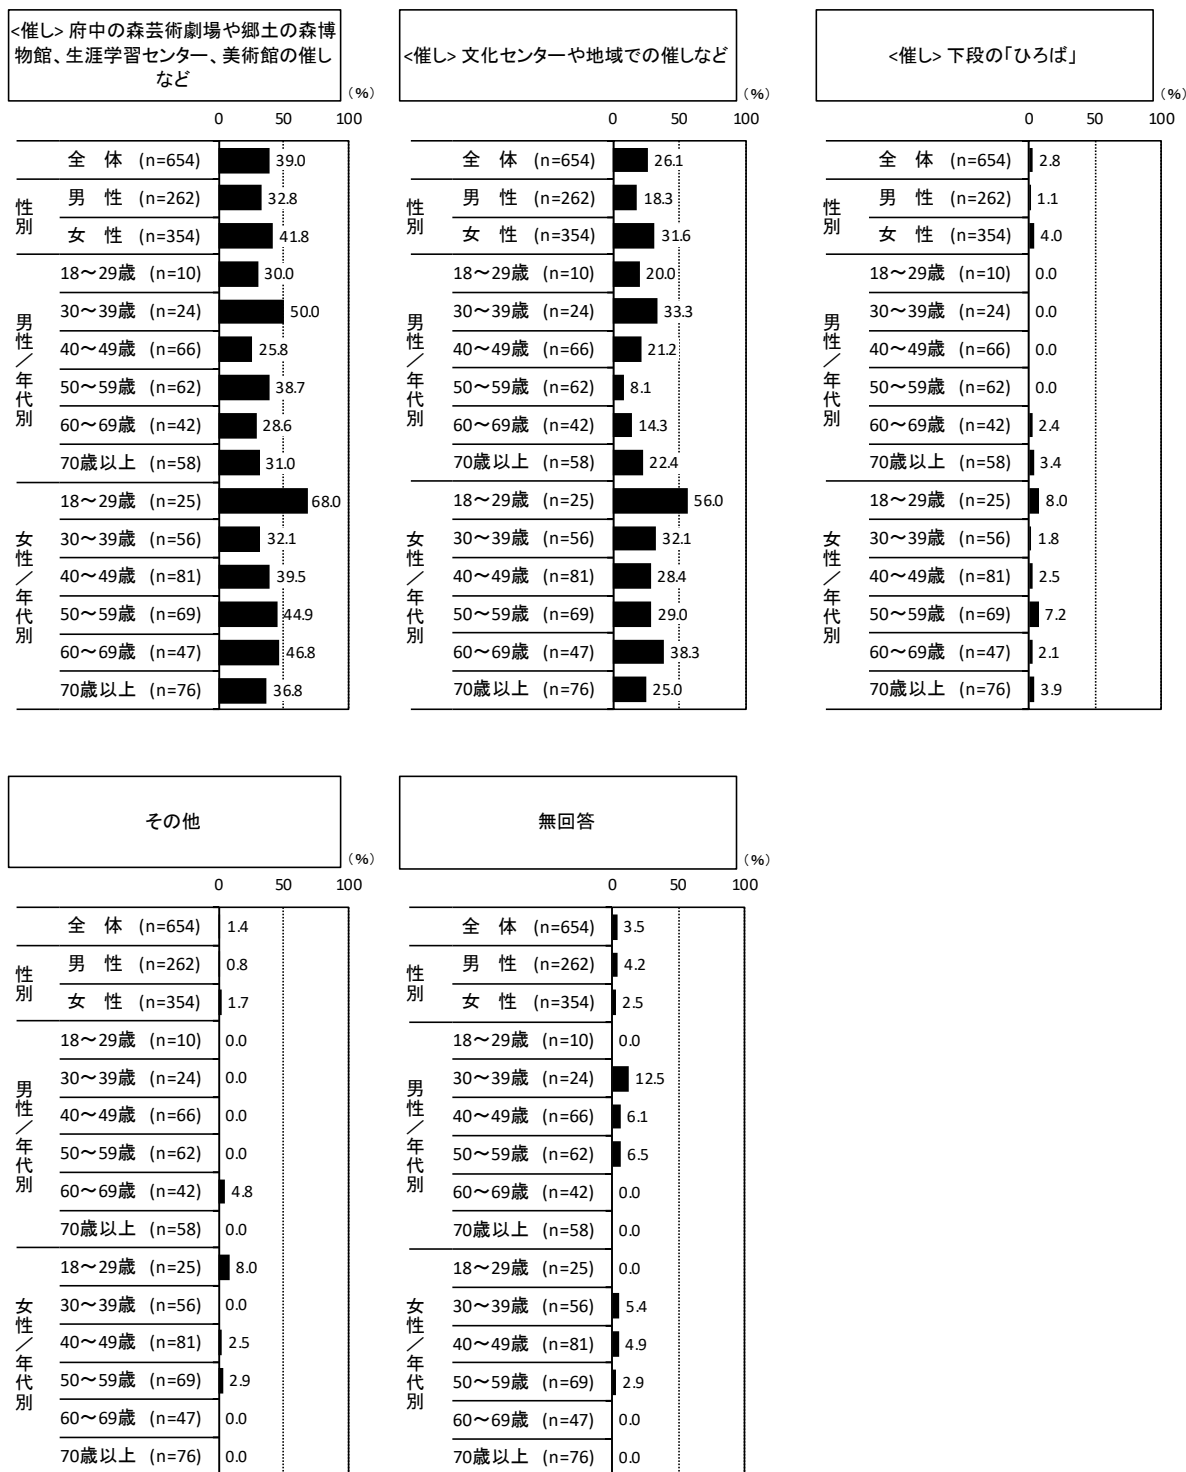 <催し> 府中の森芸術劇場や郷土の森博
物館、生涯学習センター、美術館の催し
など
(%)
0 50 100
全 体 (n=654) 39.0
性別
男 性 (n=262) 32.8
女 性 (n=354) 41.8
男性/年代別
18~29歳 (n=10) 30.0
30~39歳 (n=24) 50.0
40~49歳 (n=66) 25.8
50~59歳 (n=62) 38.7
60~69歳 (n=42) 28.6
70歳以上 (n=58) 31.0
女性/年代別
18~29歳 (n=25) 68.0
30~39歳 (n=56) 32.1
40~49歳 (n=81) 39.5
50~59歳 (n=69) 44.9
60~69歳 (n=47) 46.8
70歳以上 (n=76) 36.8
<催し> 文化センターや地域での催しなど
(%)
0 50 100
全 体 (n=654) 26.1
性別
男 性 (n=262) 18.3
女 性 (n=354) 31.6
男性/年代別
18~29歳 (n=10) 20.0
30~39歳 (n=24) 33.3
40~49歳 (n=66) 21.2
50~59歳 (n=62) 8.1
60~69歳 (n=42) 14.3
70歳以上 (n=58) 22.4
女性/年代別
18~29歳 (n=25) 56.0
30~39歳 (n=56) 32.1
40~49歳 (n=81) 28.4
50~59歳 (n=69) 29.0
60~69歳 (n=47) 38.3
70歳以上 (n=76) 25.0
<催し> 下段の「ひろば」
(%)
0 50 100
全 体 (n=654) 2.8
性別
男 性 (n=262) 1.1
女 性 (n=354) 4.0
男性/年代別
18~29歳 (n=10) 0.0
30~39歳 (n=24) 0.0
40~49歳 (n=66) 0.0
50~59歳 (n=62) 0.0
60~69歳 (n=42) 2.4
70歳以上 (n=58) 3.4
女性/年代別
18~29歳 (n=25) 8.0
30~39歳 (n=56) 1.8
40~49歳 (n=81) 2.5
50~59歳 (n=69) 7.2
60~69歳 (n=47) 2.1
70歳以上 (n=76) 3.9
その他
(%)
0 50 100
全 体 (n=654) 1.4
性別
男 性 (n=262) 0.8
女 性 (n=354) 1.7
男性/年代別
18~29歳 (n=10) 0.0
30~39歳 (n=24) 0.0
40~49歳 (n=66) 0.0
50~59歳 (n=62) 0.0
60~69歳 (n=42) 4.8
70歳以上 (n=58) 0.0
女性/年代別
18~29歳 (n=25) 8.0
30~39歳 (n=56) 0.0
40~49歳 (n=81) 2.5
50~59歳 (n=69) 2.9
60~69歳 (n=47) 0.0
70歳以上 (n=76) 0.0
無回答
(%)
0 50 100
全 体 (n=654) 3.5
性別
男 性 (n=262) 4.2
女 性 (n=354) 2.5
男性/年代別
18~29歳 (n=10) 0.0
30~39歳 (n=24) 12.5
40~49歳 (n=66) 6.1
50~59歳 (n=62) 6.5
60~69歳 (n=42) 0.0
70歳以上 (n=58) 0.0
女性/年代別
18~29歳 (n=25) 0.0
30~39歳 (n=56) 5.4
40~49歳 (n=81) 4.9
50~59歳 (n=69) 2.9
60~69歳 (n=47) 0.0
70歳以上 (n=76) 0.0